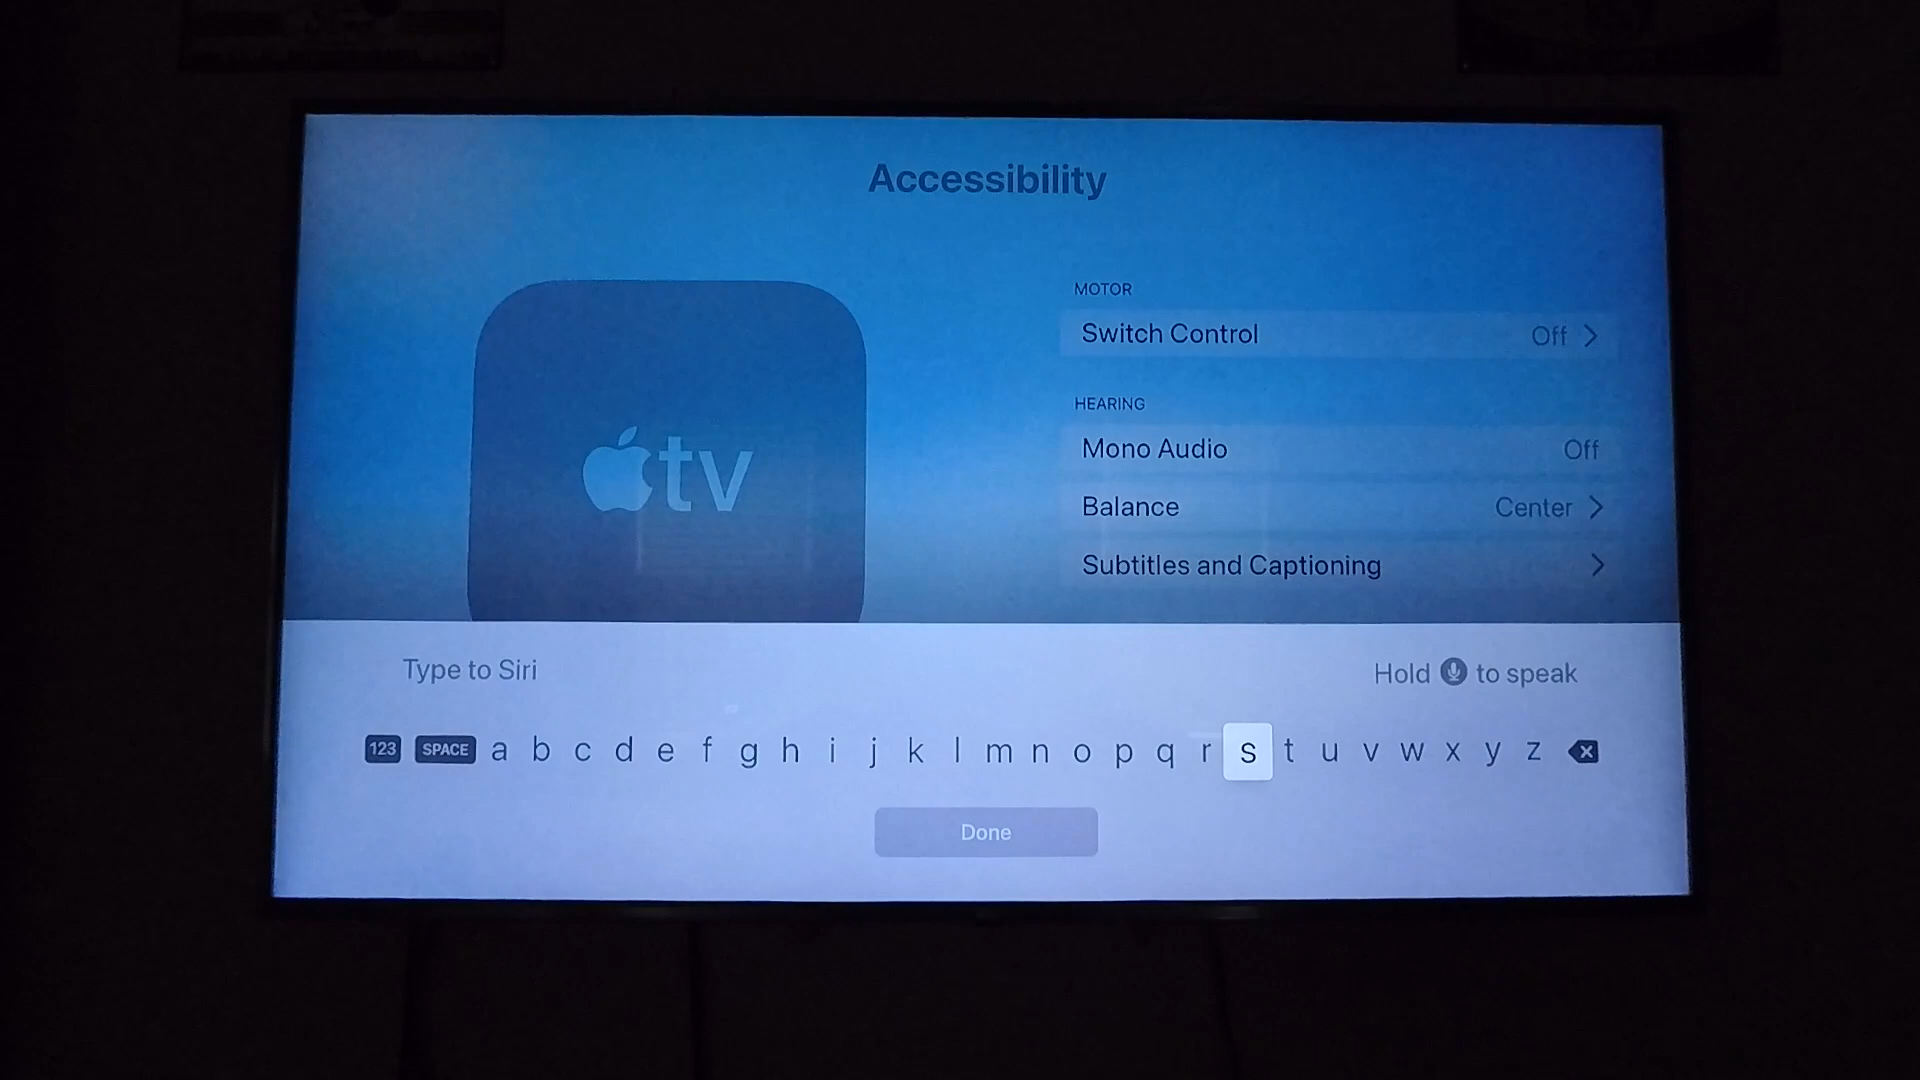 Accessibility
MOTOR
Switch Control Off
HEARING
tv
Mono Audio Off
Balance Center
Subtitles and Captioning
Type to Siri Hold to speak
123 SPACE a b c d e f g h i j k l m n o p q r s t u v w x y z
Done